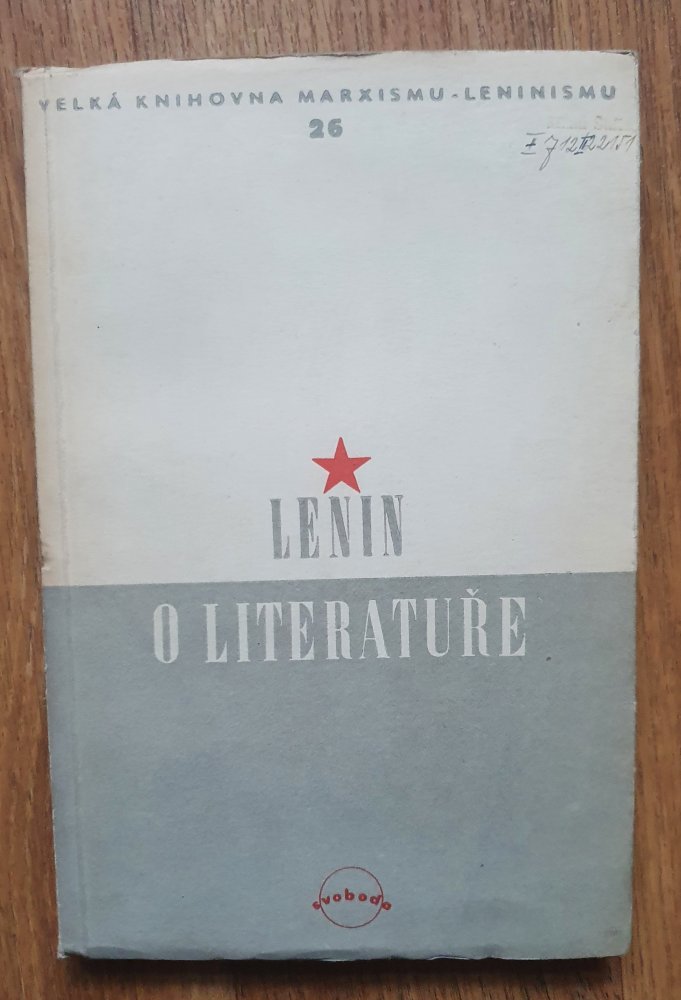 VELKÁ KNIHOVNA MARXISMU-LENINISMU
26
LENIN
O LITERATUŘE
svoboda